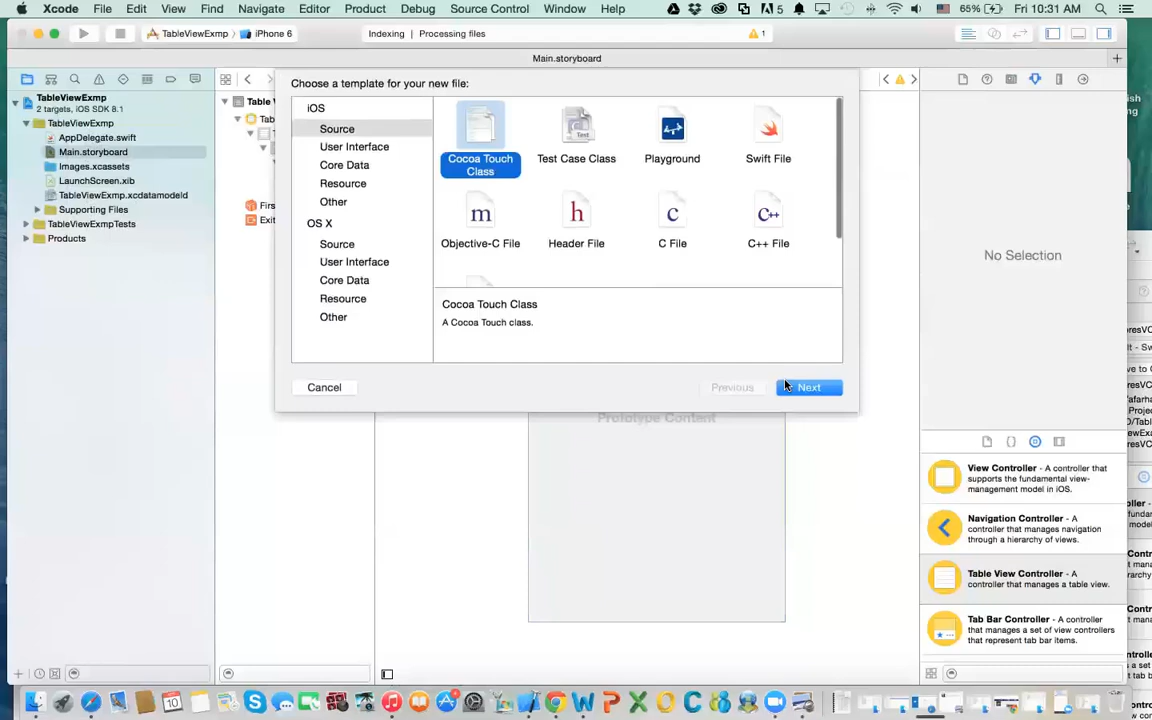 Xcode File Edit View Find Navigate Editor Product Debug Source Control Window Help
5 65% Fri 10:31 AM
TableViewExmp iPhone 6
Indexing | Processing files
1
Main.storyboard
TableViewExmp
2 targets, iOS SDK 8.1
TableViewExmp
AppDelegate.swift
Main.storyboard
Images.xcassets
LaunchScreen.xib
TableViewExmp.xcdatamodeld
Supporting Files
TableViewExmpTests
Products
Table V
Tab
Firs
Exit
Choose a template for your new file:
iOS
Source
User Interface
Core Data
Resource
Other
OS X
Source
User Interface
Core Data
Resource
Other
Cocoa Touch
Class
Test Case Class
Playground
Swift File
Objective-C File
Header File
C File
C++ File
Cocoa Touch Class
A Cocoa Touch class.
Cancel
Previous
Next
Prototype Content
No Selection
View Controller - A controller that
supports the fundamental view-
management model in iOS.
Navigation Controller - A
controller that manages navigation
through a hierarchy of views.
Table View Controller - A
controller that manages a table view.
Tab Bar Controller - A controller
that manages a set of view controllers
that represent tab bar items.